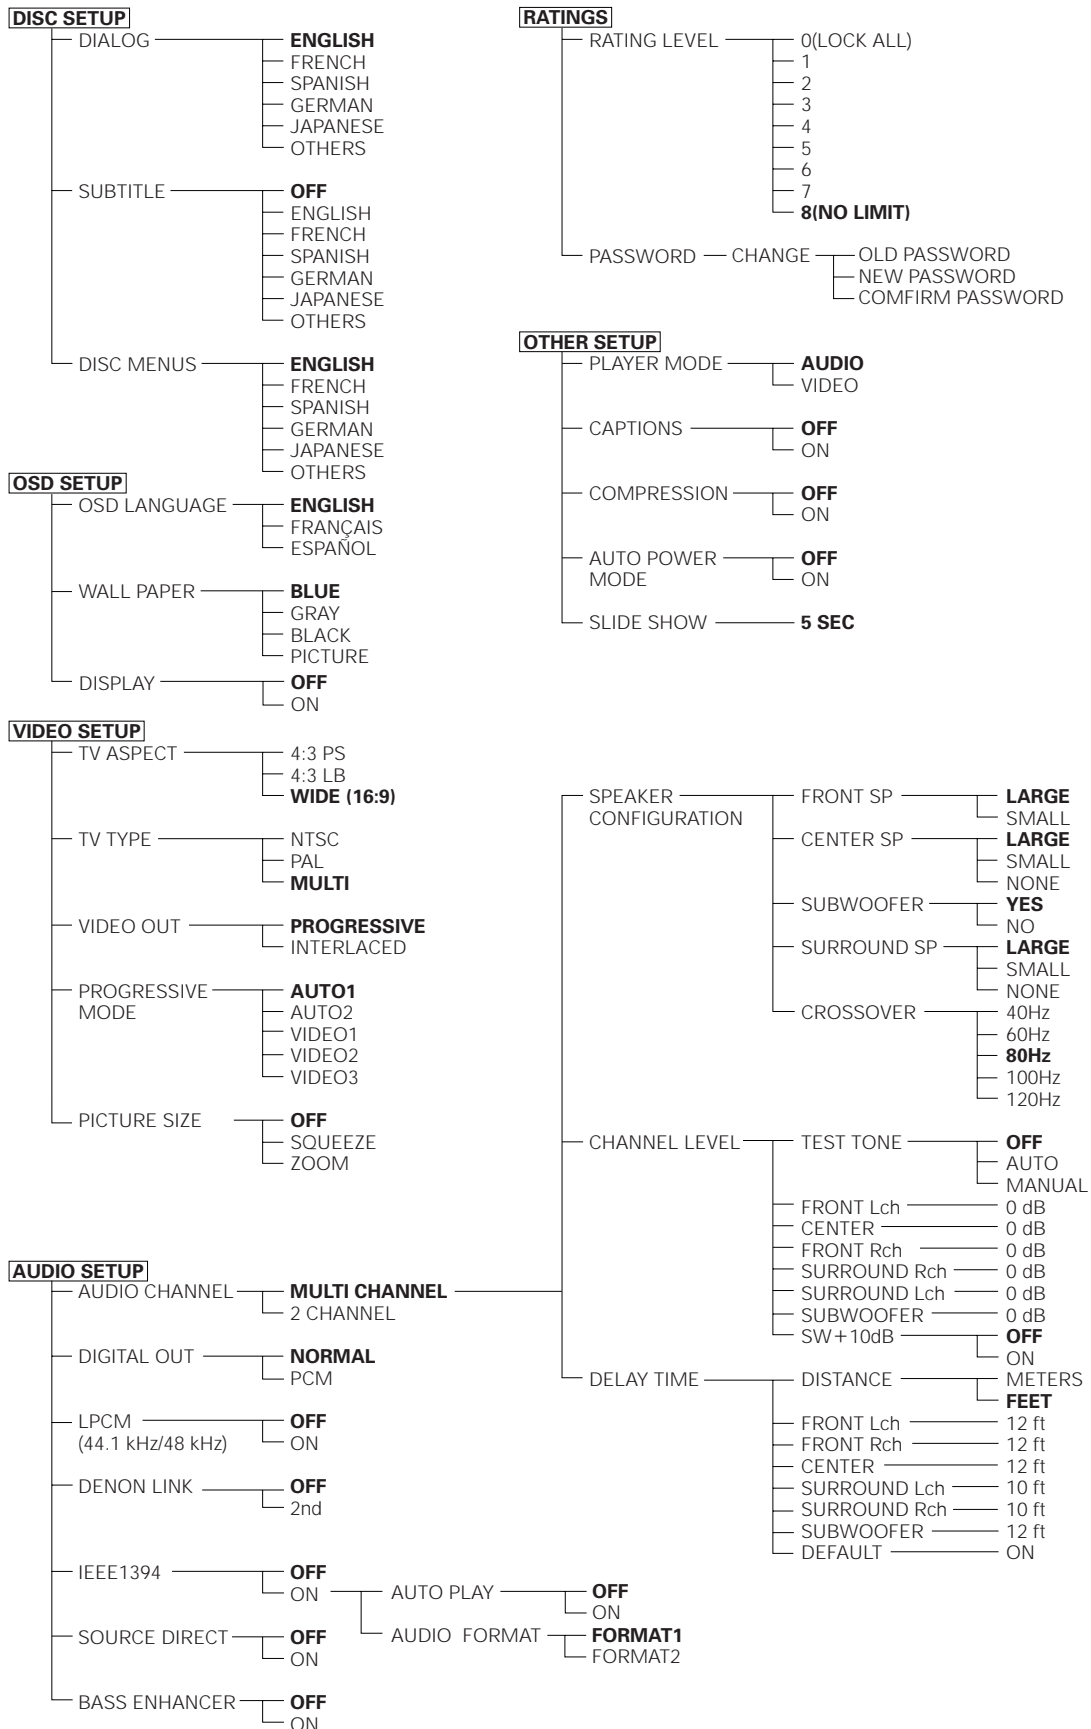 DISC SETUP
DIALOG
ENGLISH
FRENCH
SPANISH
GERMAN
JAPANESE
OTHERS
SUBTITLE
OFF
ENGLISH
FRENCH
SPANISH
GERMAN
JAPANESE
OTHERS
DISC MENUS
ENGLISH
FRENCH
SPANISH
GERMAN
JAPANESE
OTHERS
OSD SETUP
OSD LANGUAGE
ENGLISH
FRANÇAIS
ESPAÑOL
WALL PAPER
BLUE
GRAY
BLACK
PICTURE
DISPLAY
OFF
ON
VIDEO SETUP
TV ASPECT
4:3 PS
4:3 LB
WIDE (16:9)
TV TYPE
NTSC
PAL
MULTI
VIDEO OUT
PROGRESSIVE
INTERLACED
PROGRESSIVE
MODE
AUTO1
AUTO2
VIDEO1
VIDEO2
VIDEO3
PICTURE SIZE
OFF
SQUEEZE
ZOOM
AUDIO SETUP
AUDIO CHANNEL
MULTI CHANNEL
2 CHANNEL
SPEAKER
CONFIGURATION
FRONT SP
LARGE
SMALL
CENTER SP
LARGE
SMALL
NONE
SUBWOOFER
YES
NO
SURROUND SP
LARGE
SMALL
NONE
CROSSOVER
40Hz
60Hz
80Hz
100Hz
120Hz
CHANNEL LEVEL
TEST TONE
OFF
AUTO
MANUAL
FRONT Lch 0 dB
CENTER 0 dB
FRONT Rch 0 dB
SURROUND Rch 0 dB
SURROUND Lch 0 dB
SUBWOOFER 0 dB
SW+10dB
OFF
ON
DELAY TIME
DISTANCE
METERS
FEET
FRONT Lch 12 ft
FRONT Rch 12 ft
CENTER 12 ft
SURROUND Lch 10 ft
SURROUND Rch 10 ft
SUBWOOFER 12 ft
DEFAULT ON
DIGITAL OUT
NORMAL
PCM
LPCM
(44.1 kHz/48 kHz)
OFF
ON
DENON LINK
OFF
2nd
IEEE1394
OFF
ON
AUTO PLAY
OFF
ON
AUDIO FORMAT
FORMAT1
FORMAT2
SOURCE DIRECT
OFF
ON
BASS ENHANCER
OFF
ON
RATINGS
RATING LEVEL
0(LOCK ALL)
1
2
3
4
5
6
7
8(NO LIMIT)
PASSWORD
CHANGE
OLD PASSWORD
NEW PASSWORD
COMFIRM PASSWORD
OTHER SETUP
PLAYER MODE
AUDIO
VIDEO
CAPTIONS
OFF
ON
COMPRESSION
OFF
ON
AUTO POWER
MODE
OFF
ON
SLIDE SHOW
5 SEC